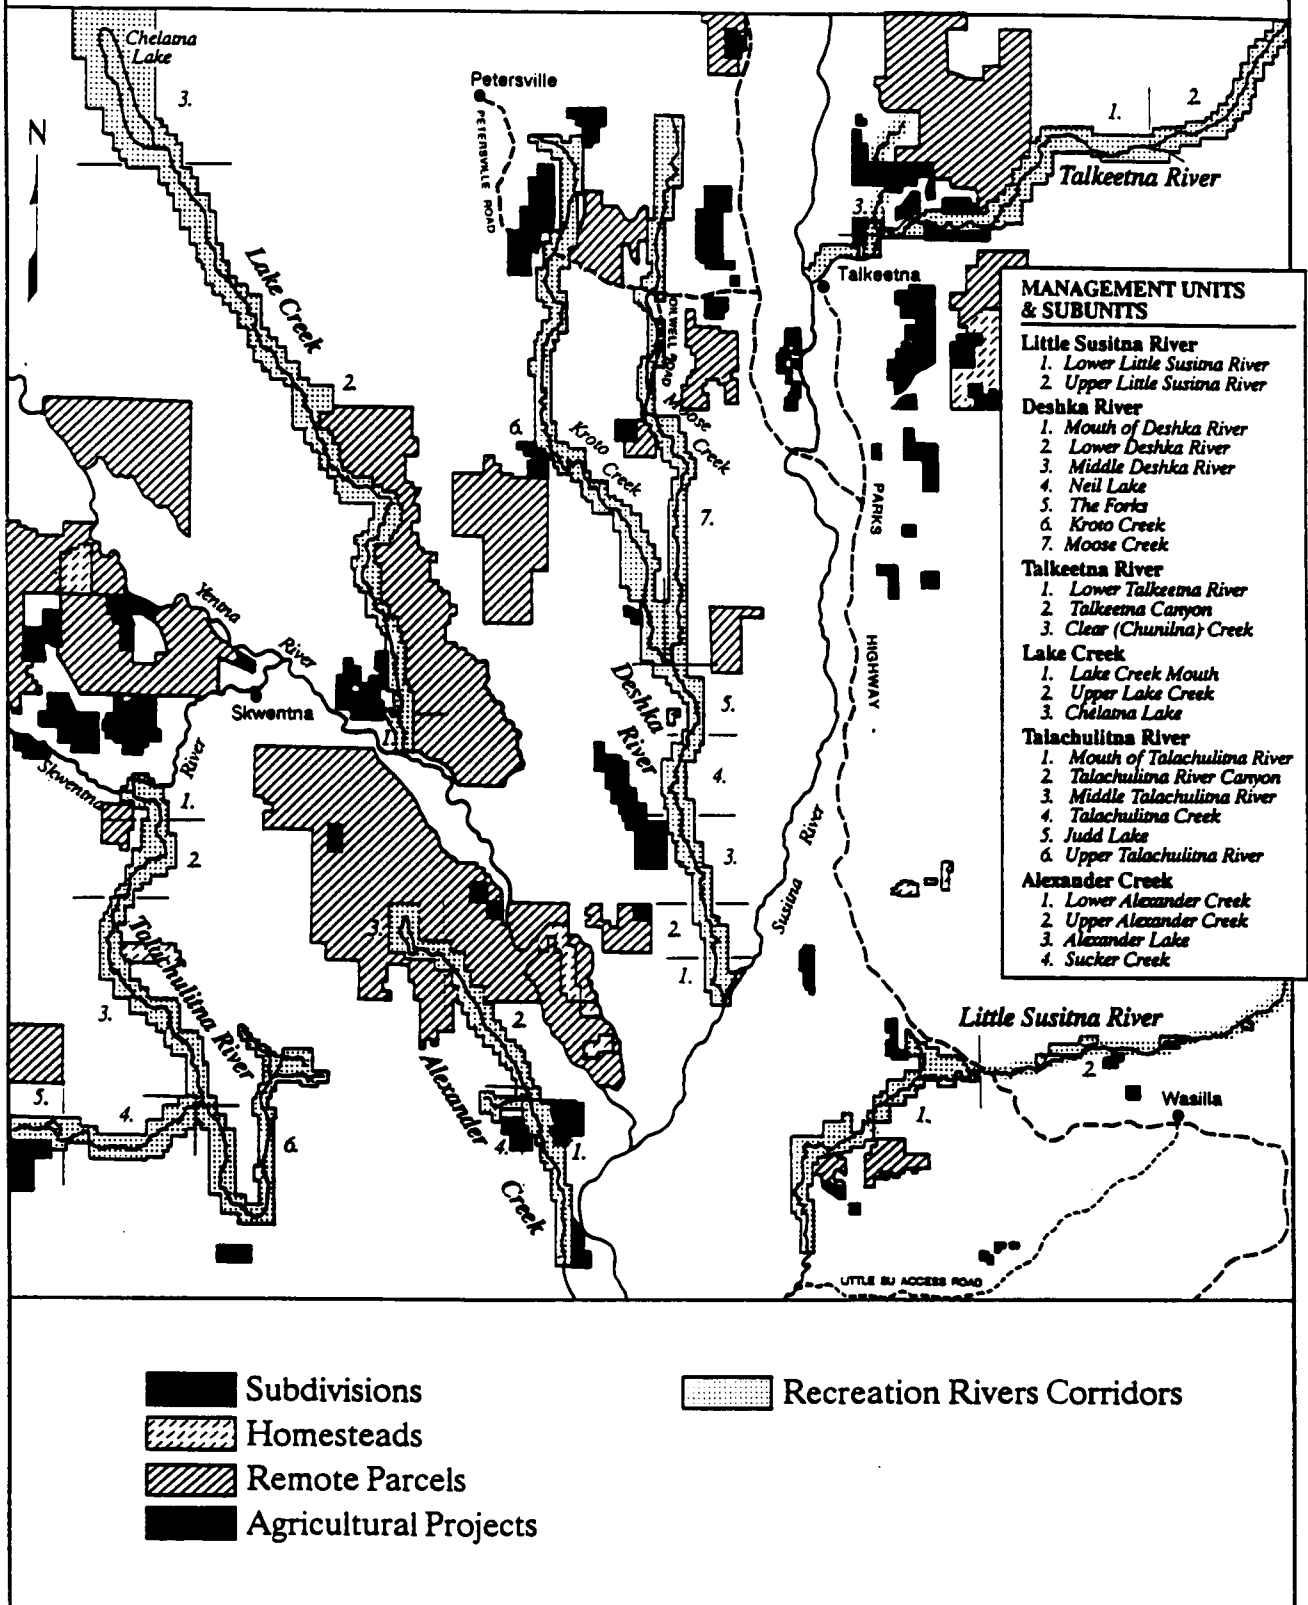 Chelatna
Lake
3.
N
Petersville
PETERSVILLE ROAD
1.
2.
Talkeetna River
3.
Talkeetna
Lake Creek
2.
6.
Kroto
Creek
Moose
Creek
7.
PARKS
HIGHWAY
Yentna
River
Skwentna
Skwentna
River
1.
1.
2.
Deshka
River
5.
4.
3.
2.
1.
Susitna
River
Talachulitna River
3.
3.
2.
Alexander
Creek
4.
1.
5.
4.
6.
Little Susitna River
2.
1.
Wasilla
LITTLE SU ACCESS ROAD
MANAGEMENT UNITS
& SUBUNITS
Little Susitna River
1. Lower Little Susitna River
2. Upper Little Susitna River
Deshka River
1. Mouth of Deshka River
2. Lower Deshka River
3. Middle Deshka River
4. Neil Lake
5. The Forks
6. Kroto Creek
7. Moose Creek
Talkeetna River
1. Lower Talkeetna River
2. Talkeetna Canyon
3. Clear (Chunilna) Creek
Lake Creek
1. Lake Creek Mouth
2. Upper Lake Creek
3. Chelatna Lake
Talachulitna River
1. Mouth of Talachulitna River
2. Talachulitna River Canyon
3. Middle Talachulitna River
4. Talachulitna Creek
5. Judd Lake
6. Upper Talachulitna River
Alexander Creek
1. Lower Alexander Creek
2. Upper Alexander Creek
3. Alexander Lake
4. Sucker Creek
Subdivisions
Homesteads
Remote Parcels
Agricultural Projects
Recreation Rivers Corridors